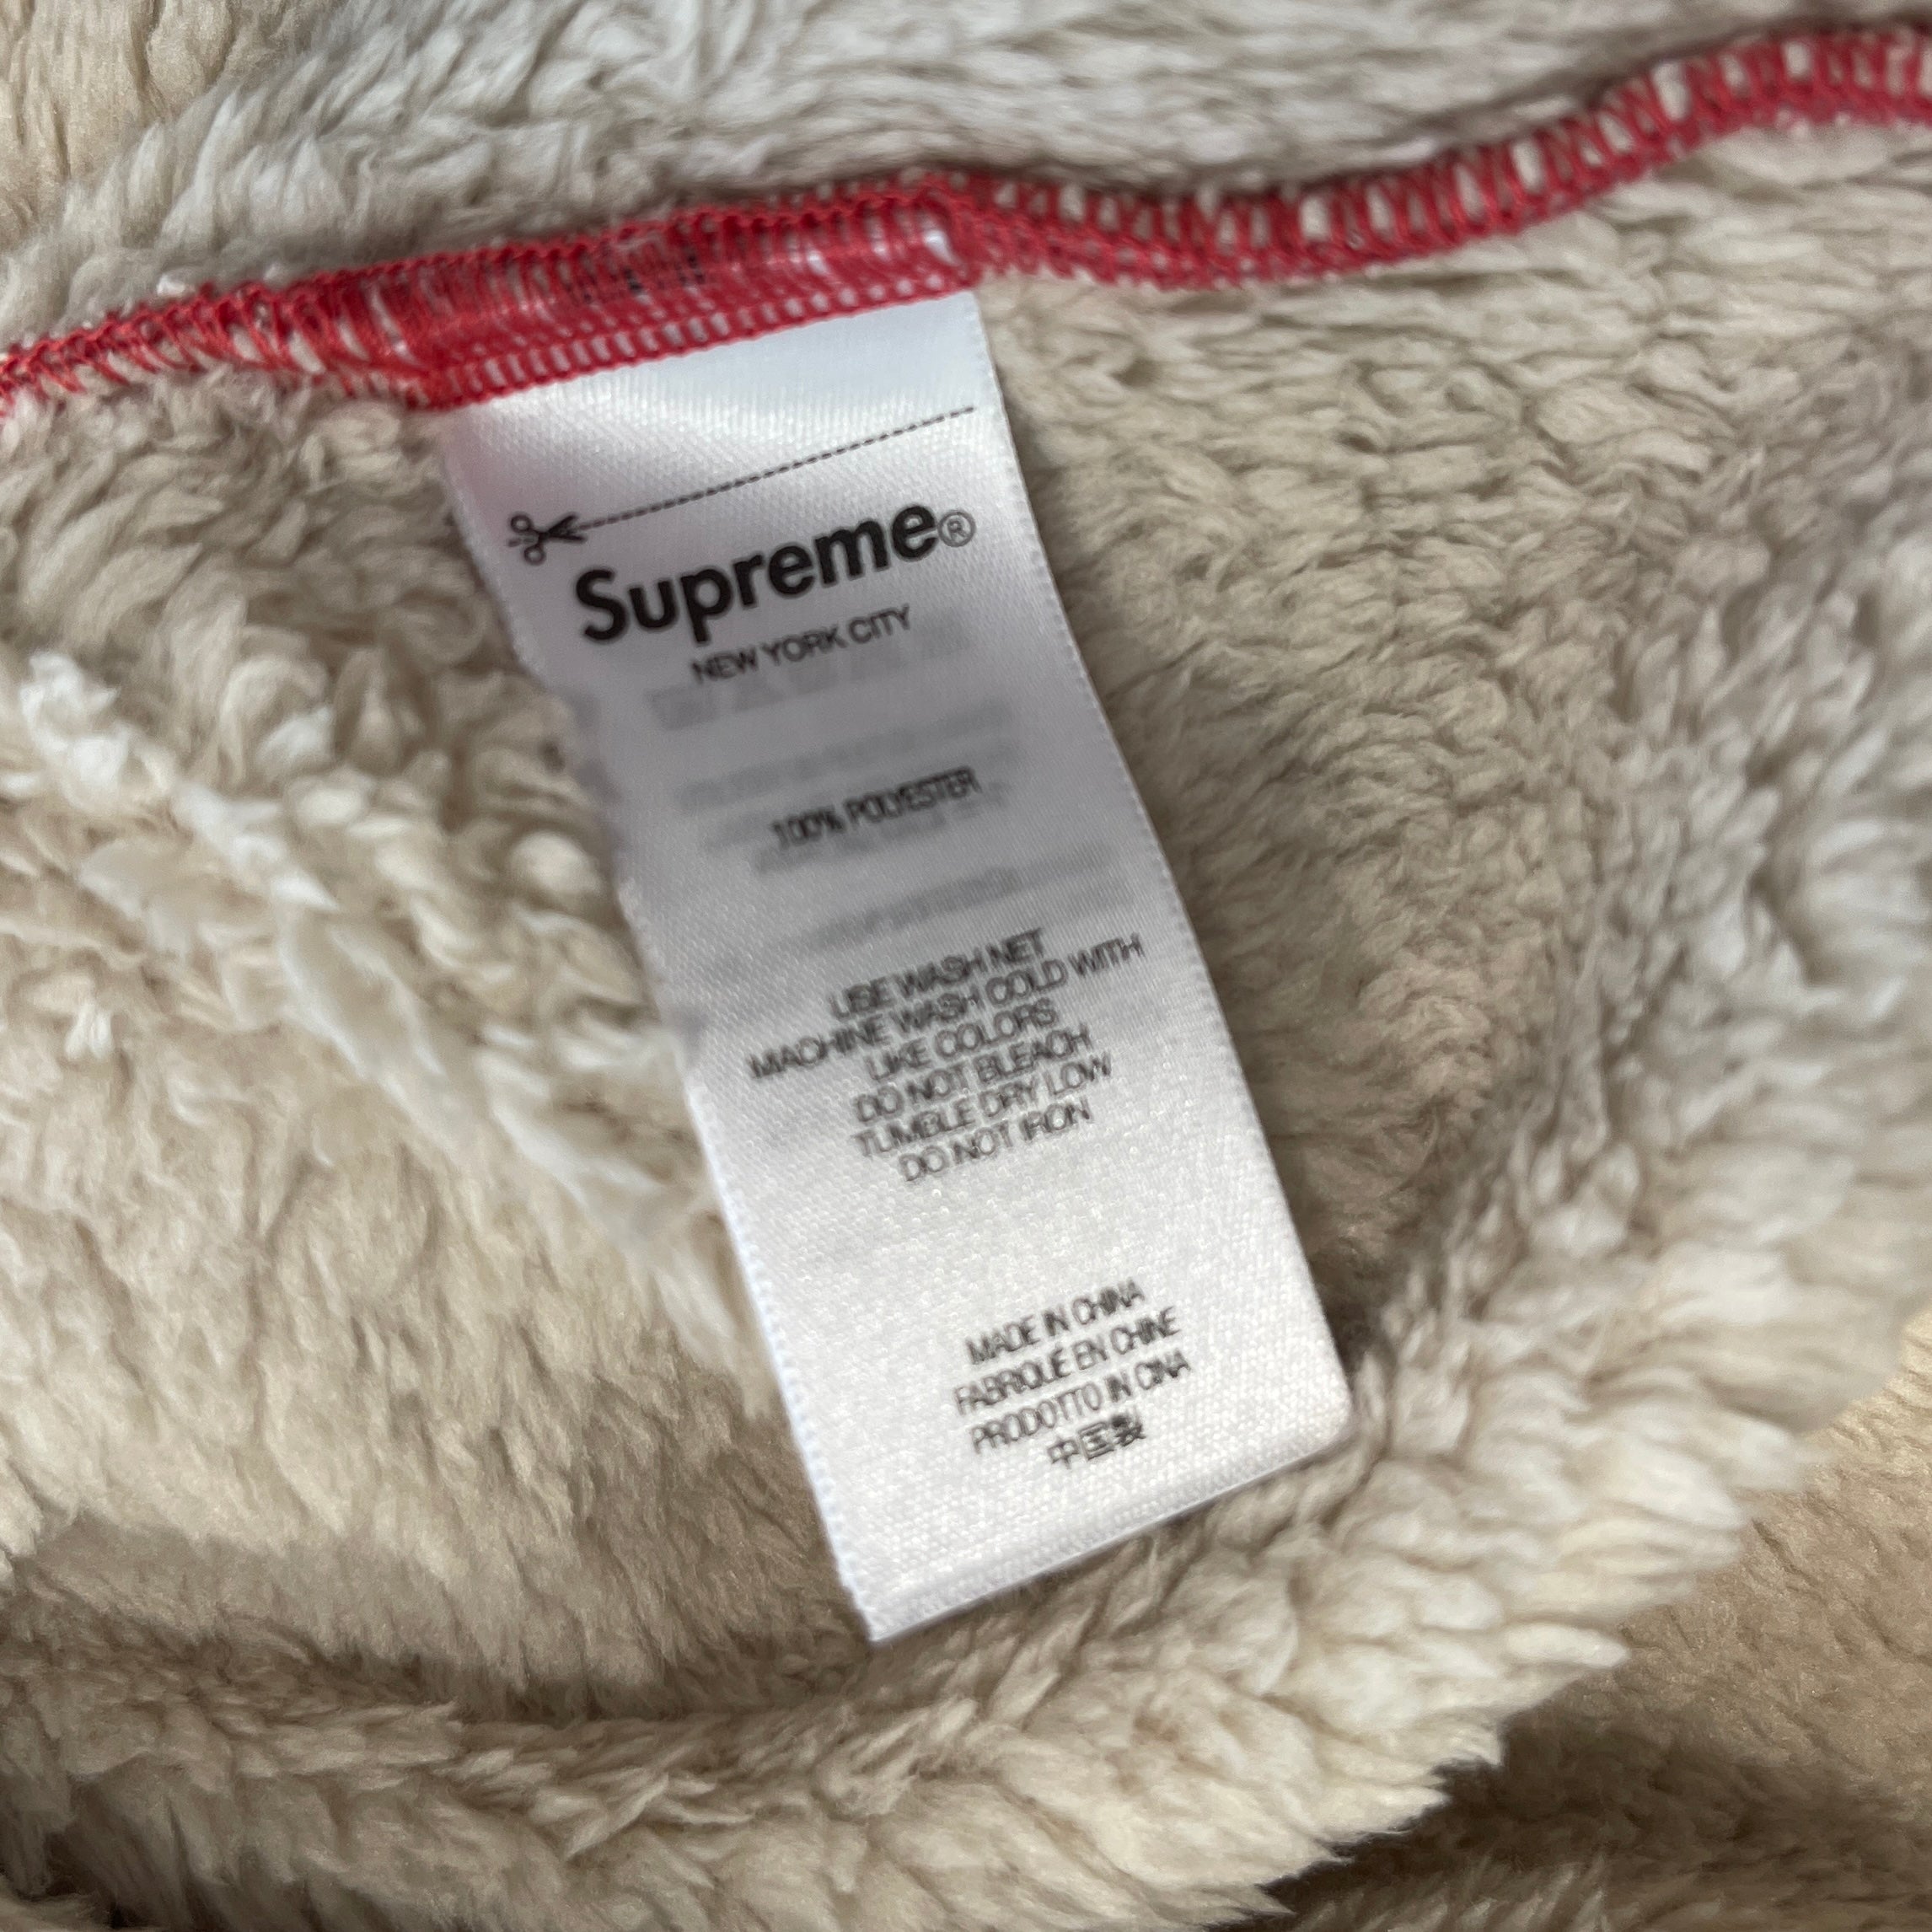 Supreme®
NEW YORK CITY
100% POLYESTER
USE WASH NET
MACHINE WASH COLD WITH
LIKE COLORS
DO NOT BLEACH
TUMBLE DRY LOW
DO NOT IRON
MADE IN CHINA
FABRIQUÉ EN CHINE
PRODOTTO IN CINA
中国製